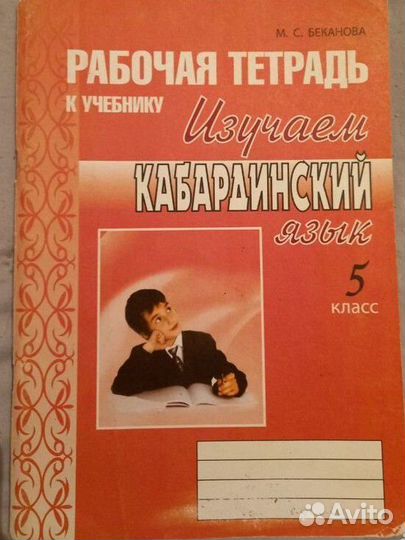 М. С. БЕКАНОВА
РАБОЧАЯ ТЕТРАДЬ
К УЧЕБНИКУ
Изучаем
КАБАРДИНСКИЙ
язык
5
класс
Avito